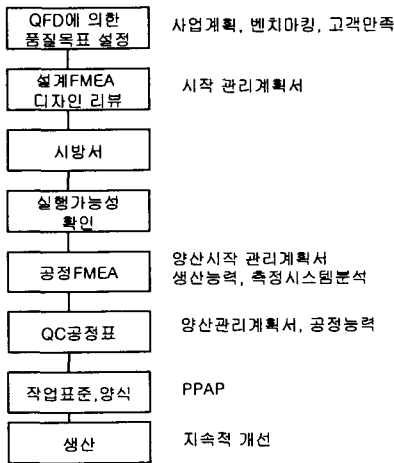 QFD에 의한
품질목표 설정
사업계획, 벤치마킹, 고객만족
설계FMEA
디자인 리뷰
시작 관리계획서
시방서
실행가능성
확인
공정FMEA
양산시작 관리계획서
생산능력, 측정시스템분석
QC공정표
양산관리계획서, 공정능력
작업표준,양식
PPAP
생산
지속적 개선